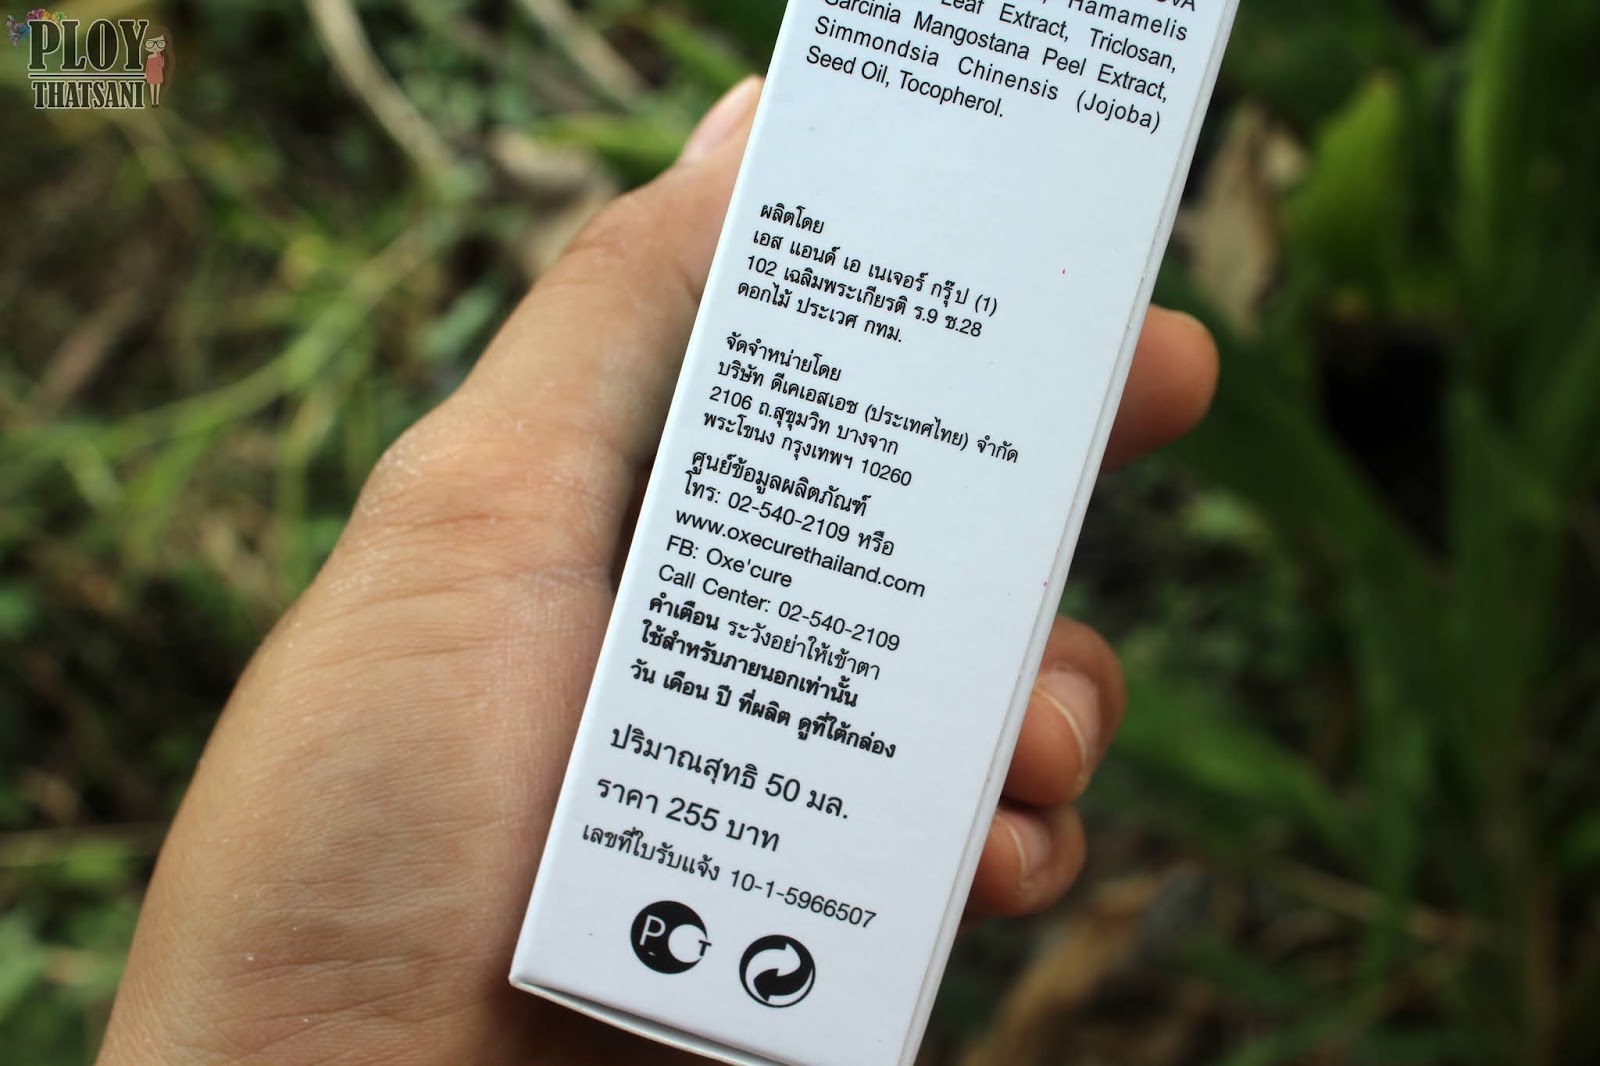 PLOY
THATSANI
Hamamelis
Leaf Extract, Triclosan,
Garcinia Mangostana Peel Extract,
Simmondsia Chinensis (Jojoba)
Seed Oil, Tocopherol.
ผลิตโดย
เอส แอนด์ เอ เนเจอร์ กรุ๊ป (1)
102 เฉลิมพระเกียรติ ร.9 ซ.28
ดอกไม้ ประเวศ กทม.
จัดจำหน่ายโดย
บริษัท ดีเคเอสเอช (ประเทศไทย) จำกัด
2106 ถ.สุขุมวิท บางจาก
พระโขนง กรุงเทพฯ 10260
ศูนย์ข้อมูลผลิตภัณฑ์
โทร: 02-540-2109 หรือ
www.oxecurethailand.com
FB: Oxe'cure
Call Center: 02-540-2109
คำเตือน ระวังอย่าให้เข้าตา
ใช้สำหรับภายนอกเท่านั้น
วัน เดือน ปี ที่ผลิต ดูที่ใต้กล่อง
ปริมาณสุทธิ 50 มล.
ราคา 255 บาท
เลขที่ใบรับแจ้ง 10-1-5966507